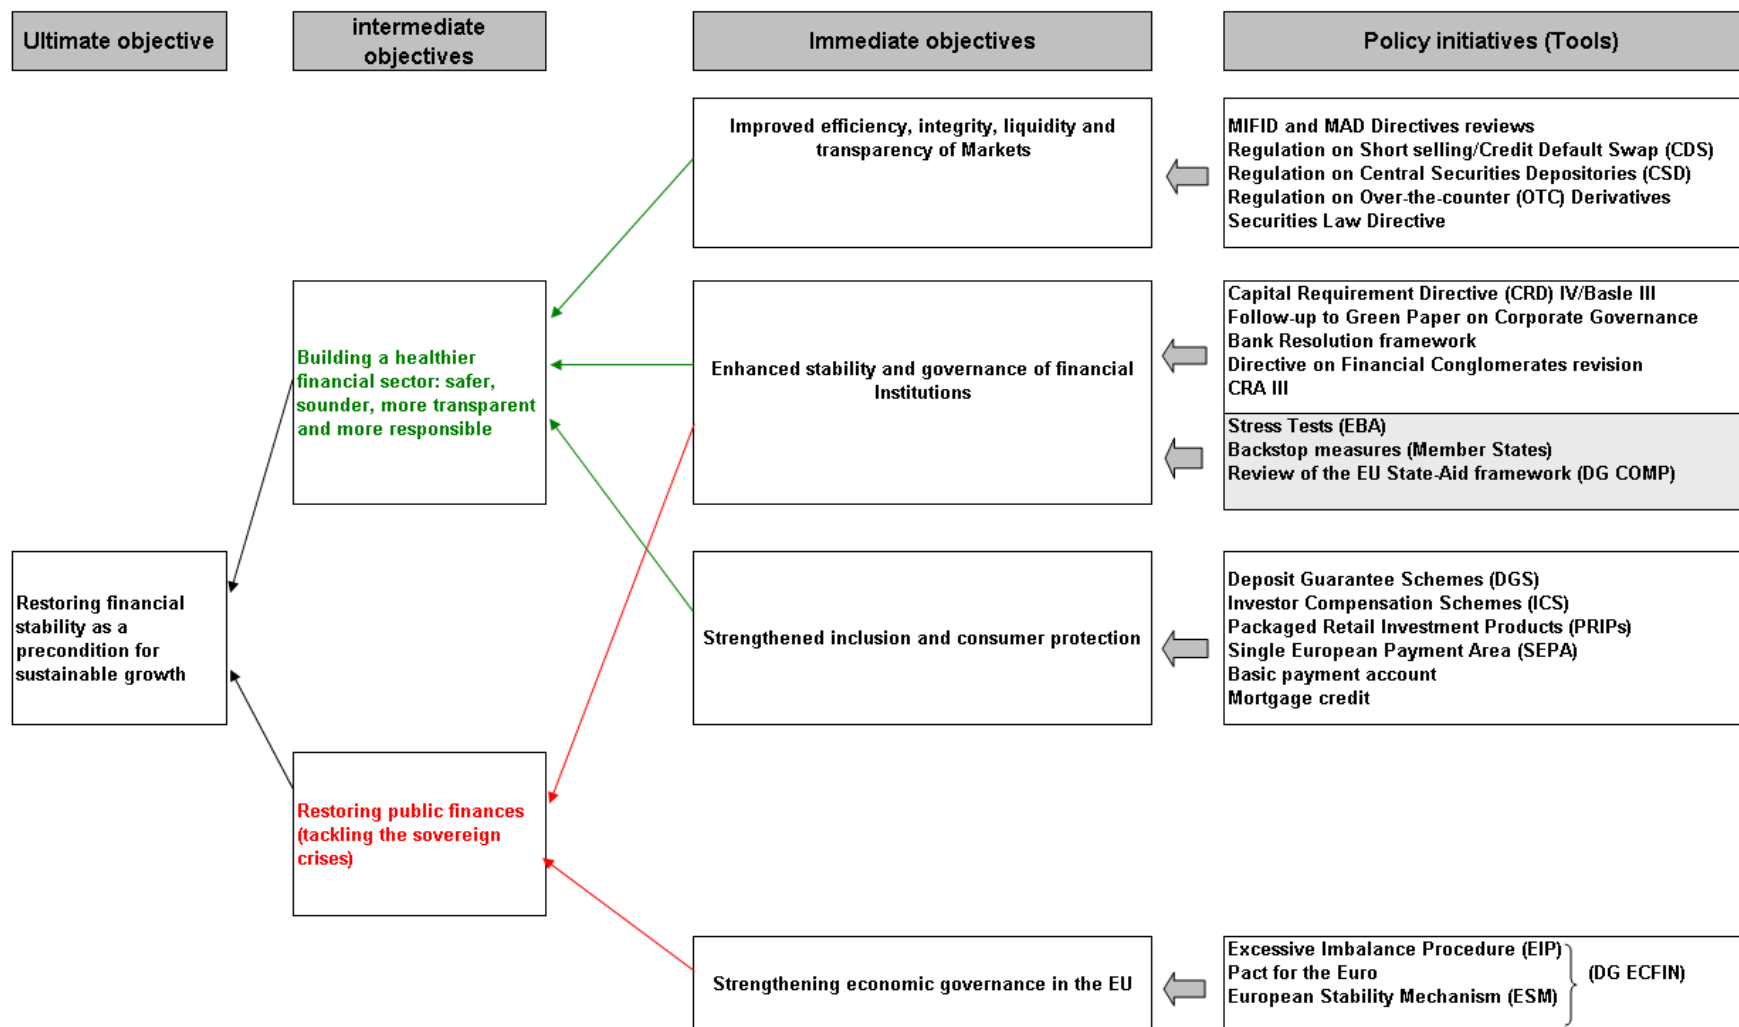 Ultimate objective
intermediate
objectives
Immediate objectives
Policy initiatives (Tools)
Improved efficiency, integrity, liquidity and
transparency of Markets
MIFID and MAD Directives reviews
Regulation on Short selling/Credit Default Swap (CDS)
Regulation on Central Securities Depositories (CSD)
Regulation on Over-the-counter (OTC) Derivatives
Securities Law Directive
Building a healthier
financial sector: safer,
sounder, more transparent
and more responsible
Enhanced stability and governance of financial
Institutions
Capital Requirement Directive (CRD) IV/Basle III
Follow-up to Green Paper on Corporate Governance
Bank Resolution framework
Directive on Financial Conglomerates revision
CRA III
Stress Tests (EBA)
Backstop measures (Member States)
Review of the EU State-Aid framework (DG COMP)
Restoring financial
stability as a
precondition for
sustainable growth
Strengthened inclusion and consumer protection
Deposit Guarantee Schemes (DGS)
Investor Compensation Schemes (ICS)
Packaged Retail Investment Products (PRIPs)
Single European Payment Area (SEPA)
Basic payment account
Mortgage credit
Restoring public finances
(tackling the sovereign
crises)
Strengthening economic governance in the EU
Excessive Imbalance Procedure (EIP)
Pact for the Euro
European Stability Mechanism (ESM)
(DG ECFIN)